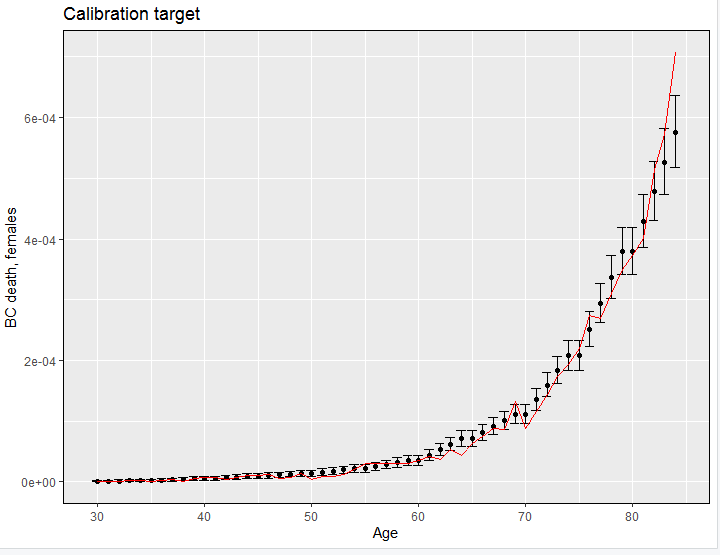 Calibration target
6e-04
4e-04
2e-04
0e+00
BC death, females
30 40 50 60 70 80
Age